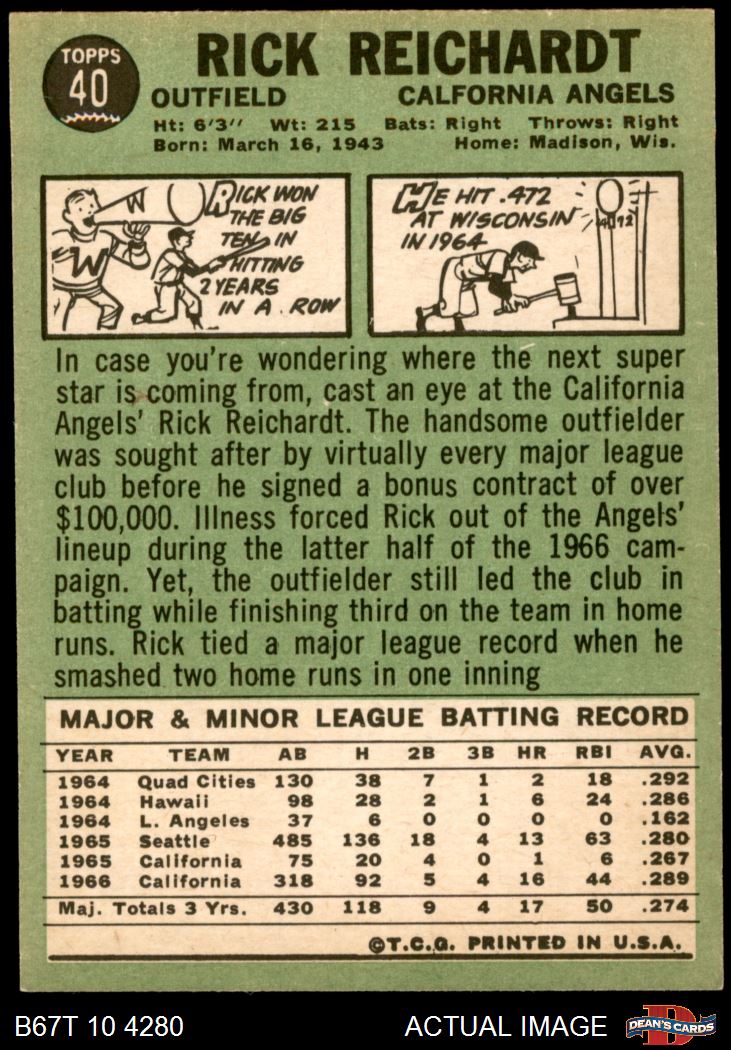 TOPPS
40
RICK REICHARDT
OUTFIELD CALFORNIA ANGELS
Ht: 6'3" Wt: 215 Bats: Right Throws: Right
Born: March 16, 1943 Home: Madison, Wis.
W
W
RICK WON
THE BIG
TEN IN
HITTING
2 YEARS
IN A ROW
HE HIT .472
AT WISCONSIN
IN 1964
.472
In case you're wondering where the next super
star is coming from, cast an eye at the California
Angels' Rick Reichardt. The handsome outfielder
was sought after by virtually every major league
club before he signed a bonus contract of over
$100,000. Illness forced Rick out of the Angels'
lineup during the latter half of the 1966 cam-
paign. Yet, the outfielder still led the club in
batting while finishing third on the team in home
runs. Rick tied a major league record when he
smashed two home runs in one inning
MAJOR & MINOR LEAGUE BATTING RECORD
YEAR TEAM AB H 2B 3B HR RBI AVG.
1964 Quad Cities 130 38 7 1 2 18 .292
1964 Hawaii 98 28 2 1 6 24 .286
1964 L. Angeles 37 6 0 0 0 0 .162
1965 Seattle 485 136 18 4 13 63 .280
1965 California 75 20 4 0 1 6 .267
1966 California 318 92 5 4 16 44 .289
Maj. Totals 3 Yrs. 430 118 9 4 17 50 .274
©T.C.G. PRINTED IN U.S.A.
B67T 10 4280 ACTUAL IMAGE
D
DEAN'S CARDS